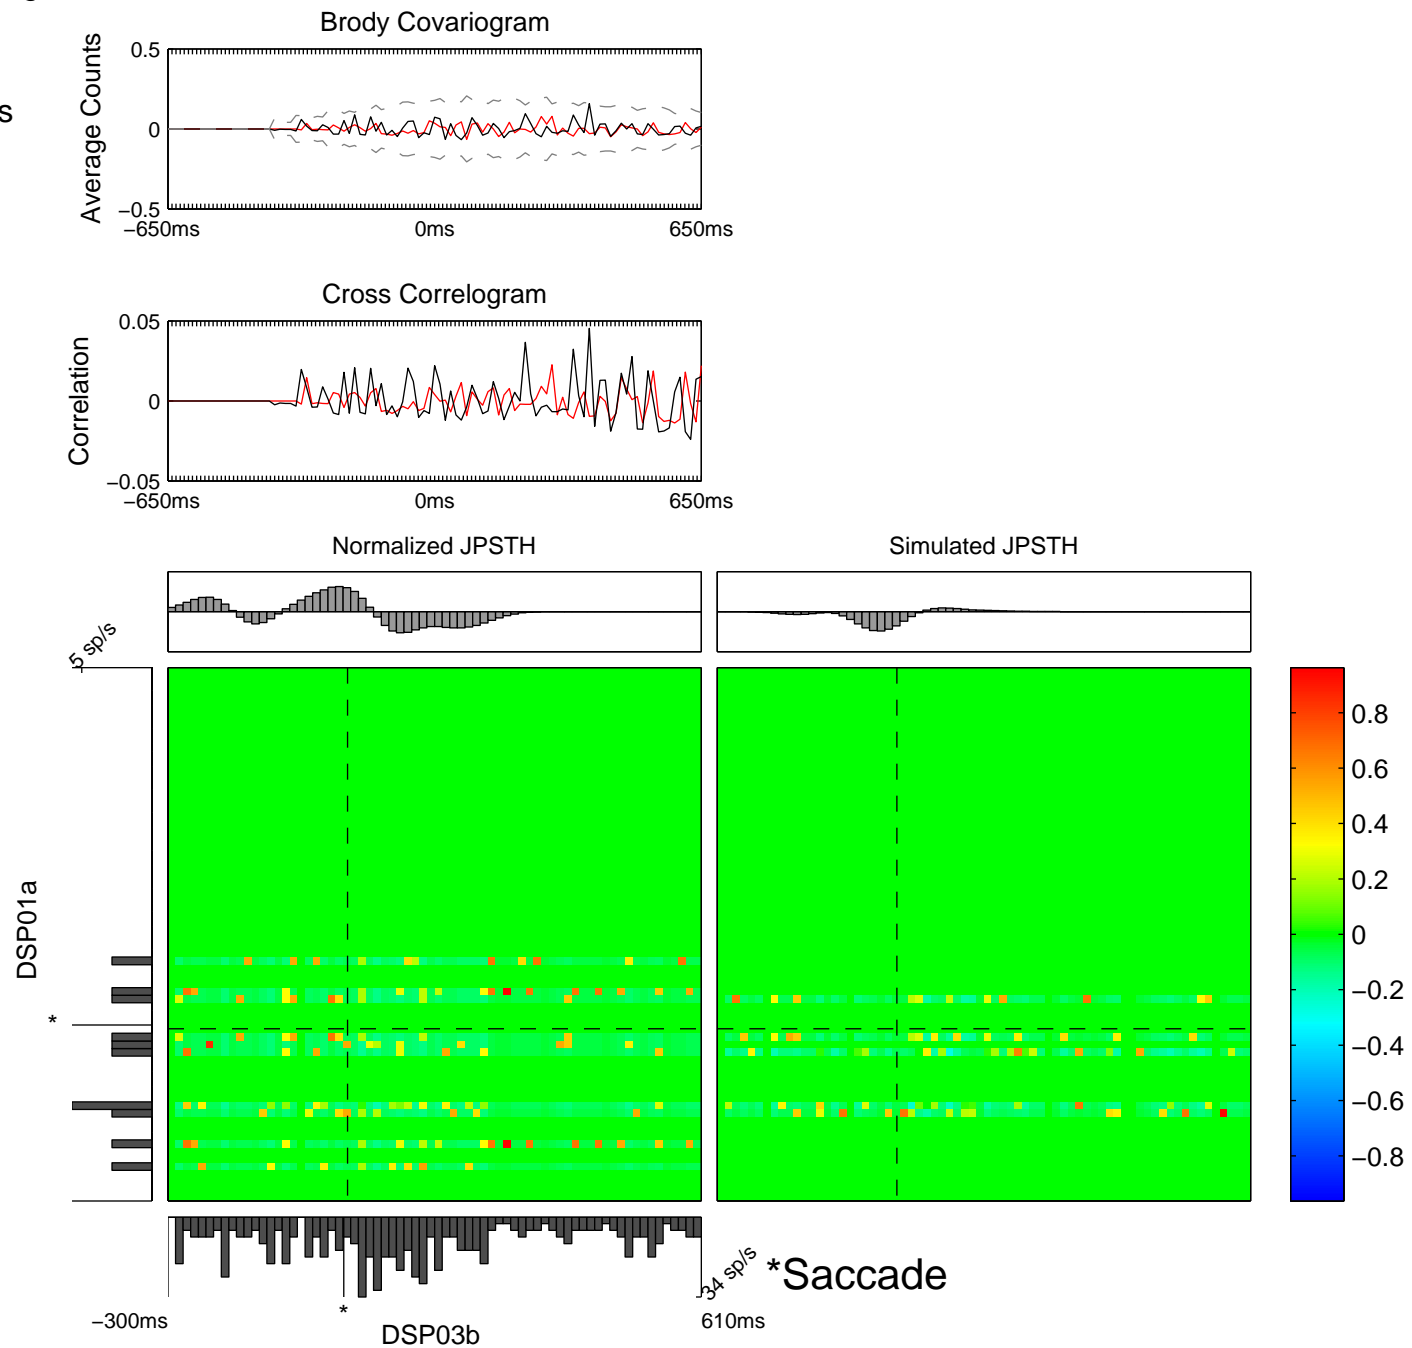 g
s
Brody Covariogram
Average Counts
0.5
0
−0.5
−650ms 0ms 650ms
Cross Correlogram
Correlation
0.05
0
−0.05
−650ms 0ms 650ms
Normalized JPSTH
Simulated JPSTH
5 sp/s
DSP01a
*
0.8
0.6
0.4
0.2
0
−0.2
−0.4
−0.6
−0.8
34 sp/s
*Saccade
*
−300ms
DSP03b
610ms